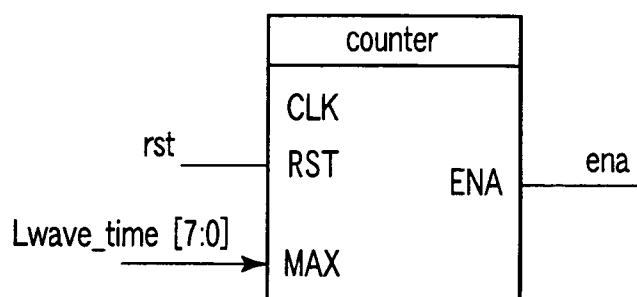 counter
CLK
rst
RST
ENA
ena
Lwave_time [7:0]
MAX